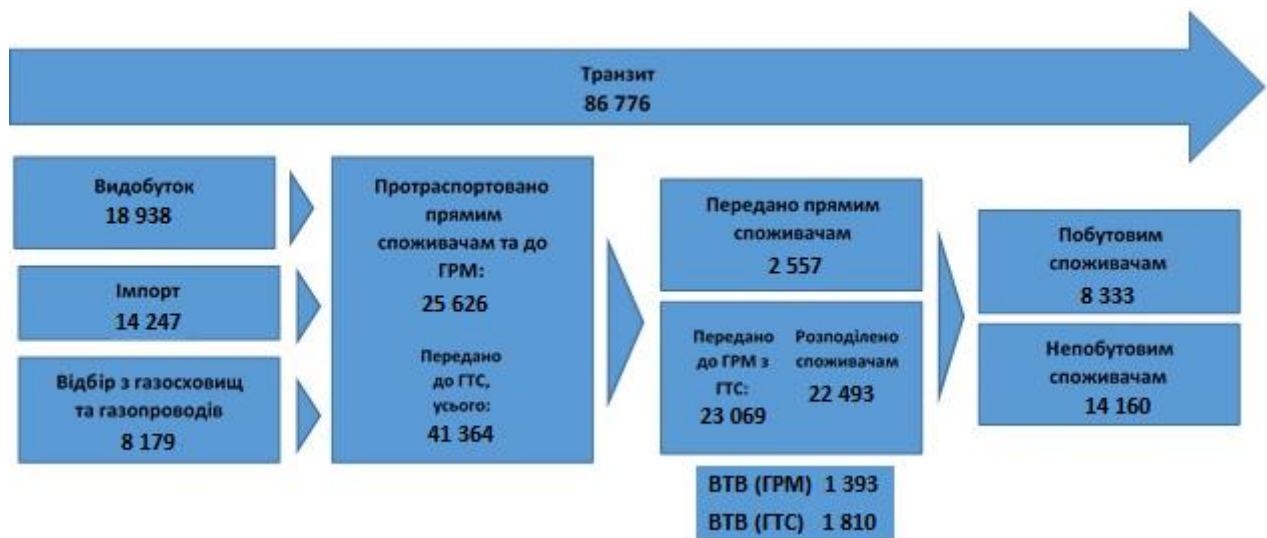 Транзит
86 776
Видобуток
18 938
Імпорт
14 247
Відбір з газосховищ
та газопроводів
8 179
Протраспортовано
прямим
споживачам та до
ГРМ:
25 626
Передано
до ГТС,
усього:
41 364
Передано прямим
споживачам
2 557
Передано
до ГРМ з
ГТС:
23 069
Розподілено
споживачам
22 493
ВТВ (ГРМ) 1 393
ВТВ (ГТС) 1 810
Побутовим
споживачам
8 333
Непобутовим
споживачам
14 160